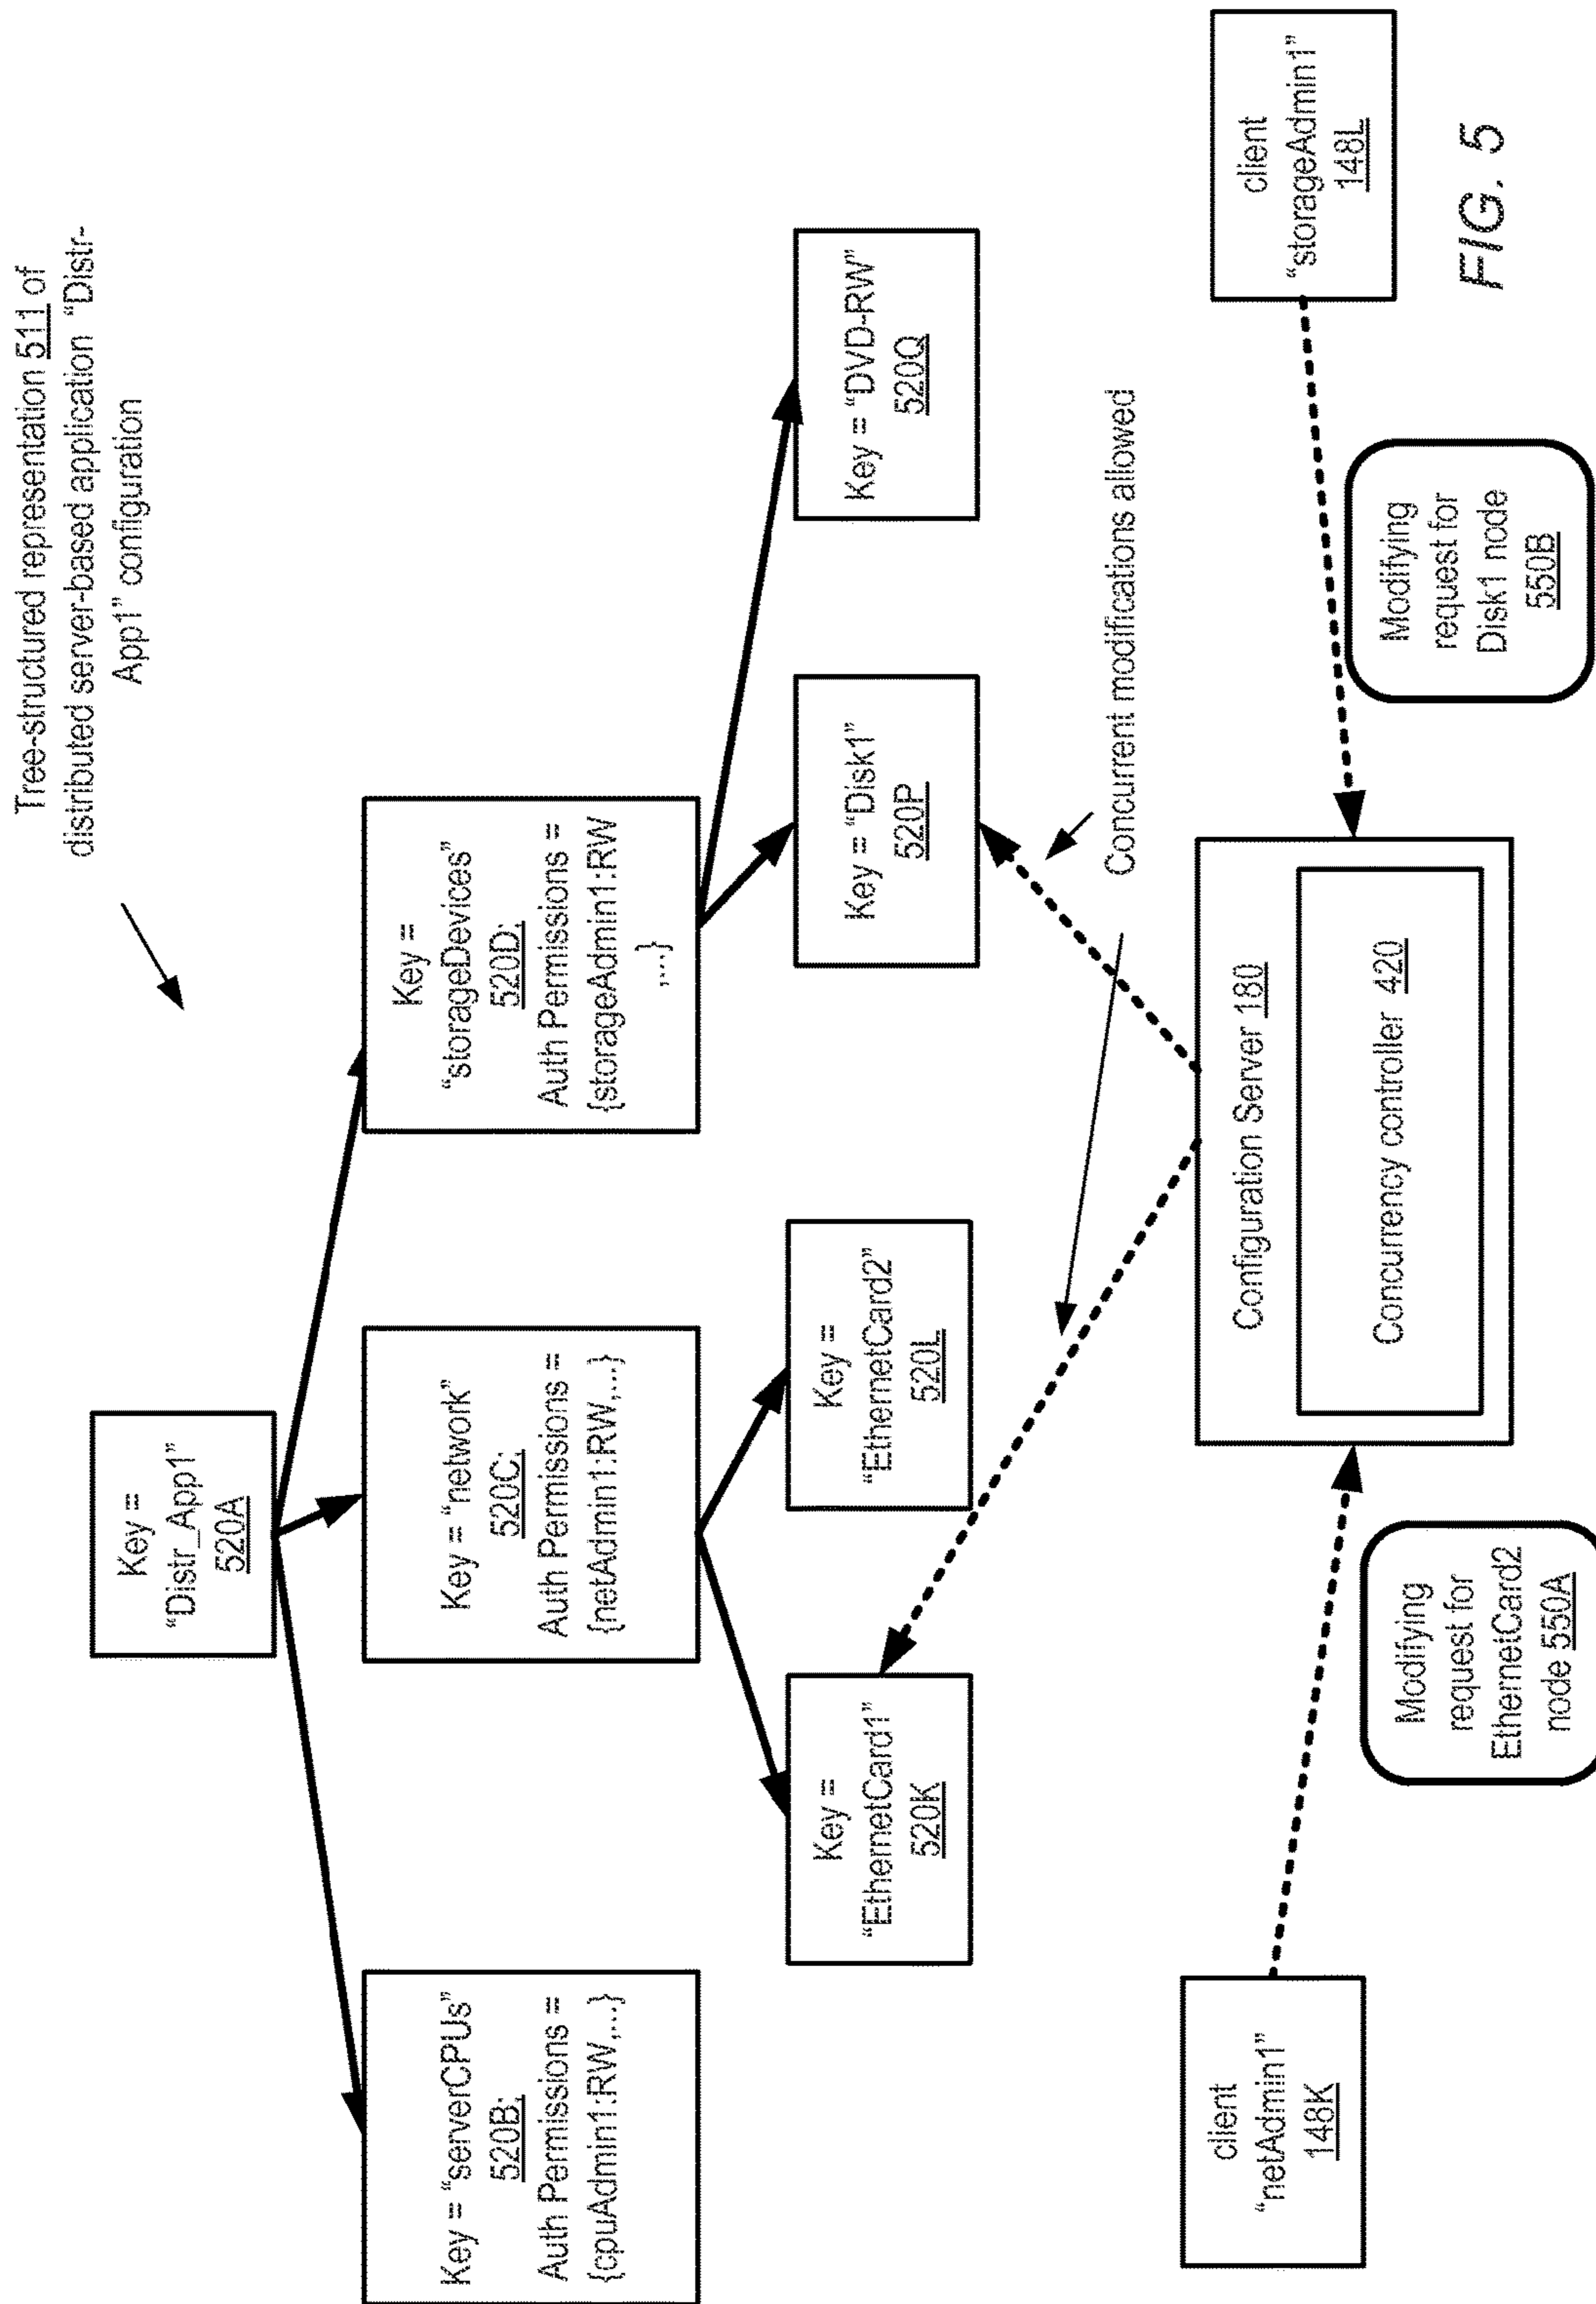 Tree-structured representation 511 of
distributed server-based application "Distr-
App1" configuration
Key =
"Distr_App1"
520A
Key = "serverCPUs"
520B;
Auth Permissions =
{cpuAdmin1:RW,...}
Key = "network"
520C;
Auth Permissions =
{netAdmin1:RW,...}
Key =
"storageDevices"
520D;
Auth Permissions =
{storageAdmin1:RW
,...}
Key =
"EthernetCard1"
520K
Key =
"EthernetCard2"
520L
Key = "Disk1"
520P
Key = "DVD-RW"
520Q
Concurrent modifications allowed
client
"netAdmin1"
148K
Configuration Server 180
Concurrency controller 420
client
"storageAdmin1"
148L
Modifying
request for
EthernetCard2
node 550A
Modifying
request for
Disk1 node
550B
FIG. 5